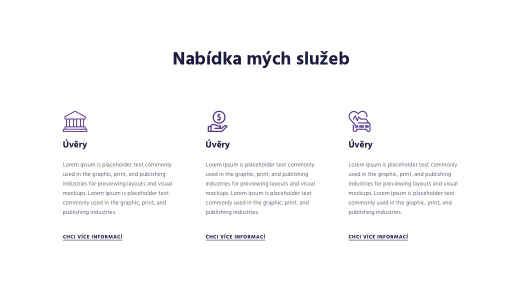 Nabídka mých služeb
$
Úvěry
Lorem ipsum is placeholder text commonly
used in the graphic, print, and publishing
industries for previewing layouts and visual
mockups. Lorem ipsum is placeholder text
commonly used in the graphic, print, and
publishing industries.
CHCI VÍCE INFORMACÍ
Úvěry
Lorem ipsum is placeholder text commonly
used in the graphic, print, and publishing
industries for previewing layouts and visual
mockups. Lorem ipsum is placeholder text
commonly used in the graphic, print, and
publishing industries.
CHCI VÍCE INFORMACÍ
Úvěry
Lorem ipsum is placeholder text commonly
used in the graphic, print, and publishing
industries for previewing layouts and visual
mockups. Lorem ipsum is placeholder text
commonly used in the graphic, print, and
publishing industries.
CHCI VÍCE INFORMACÍ